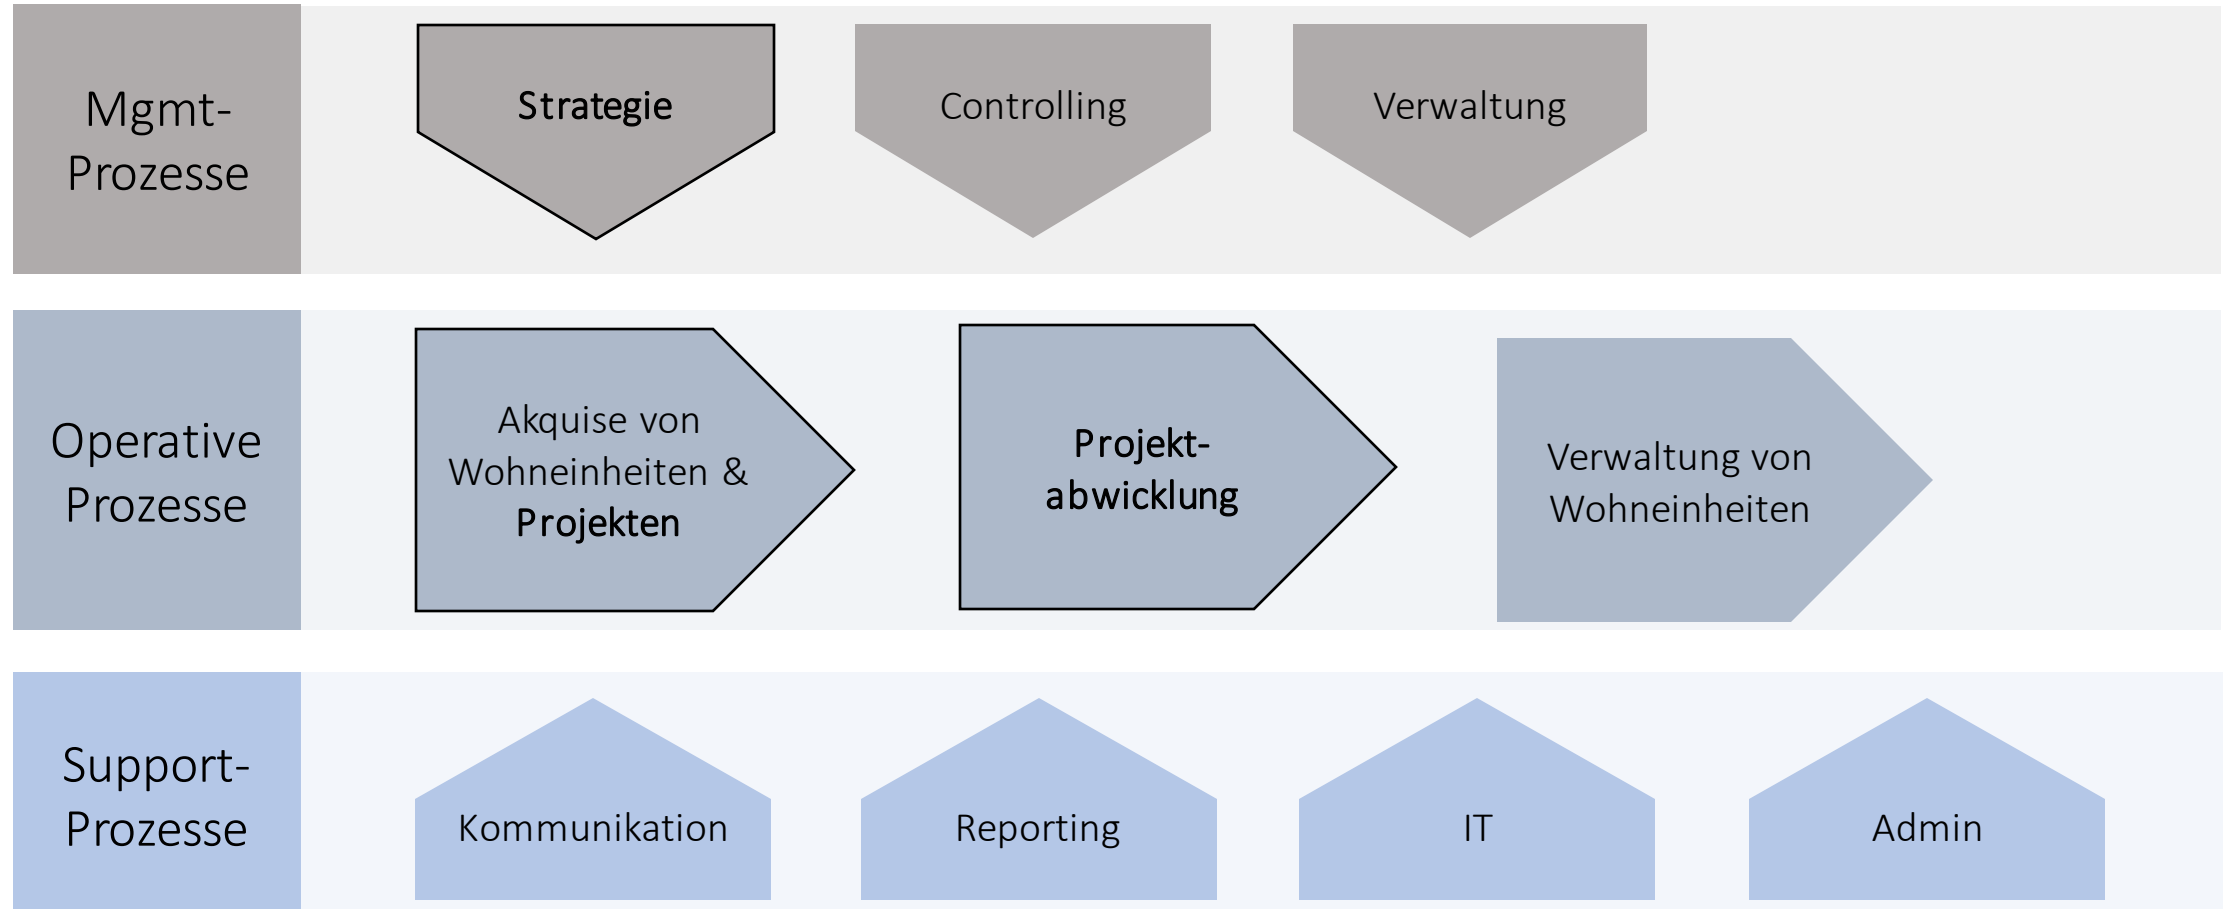 Mgmt-
Prozesse
Strategie
Controlling
Verwaltung
Operative
Prozesse
Akquise von
Wohneinheiten &
Projekten
Projekt-
abwicklung
Verwaltung von
Wohneinheiten
Support-
Prozesse
Kommunikation
Reporting
IT
Admin